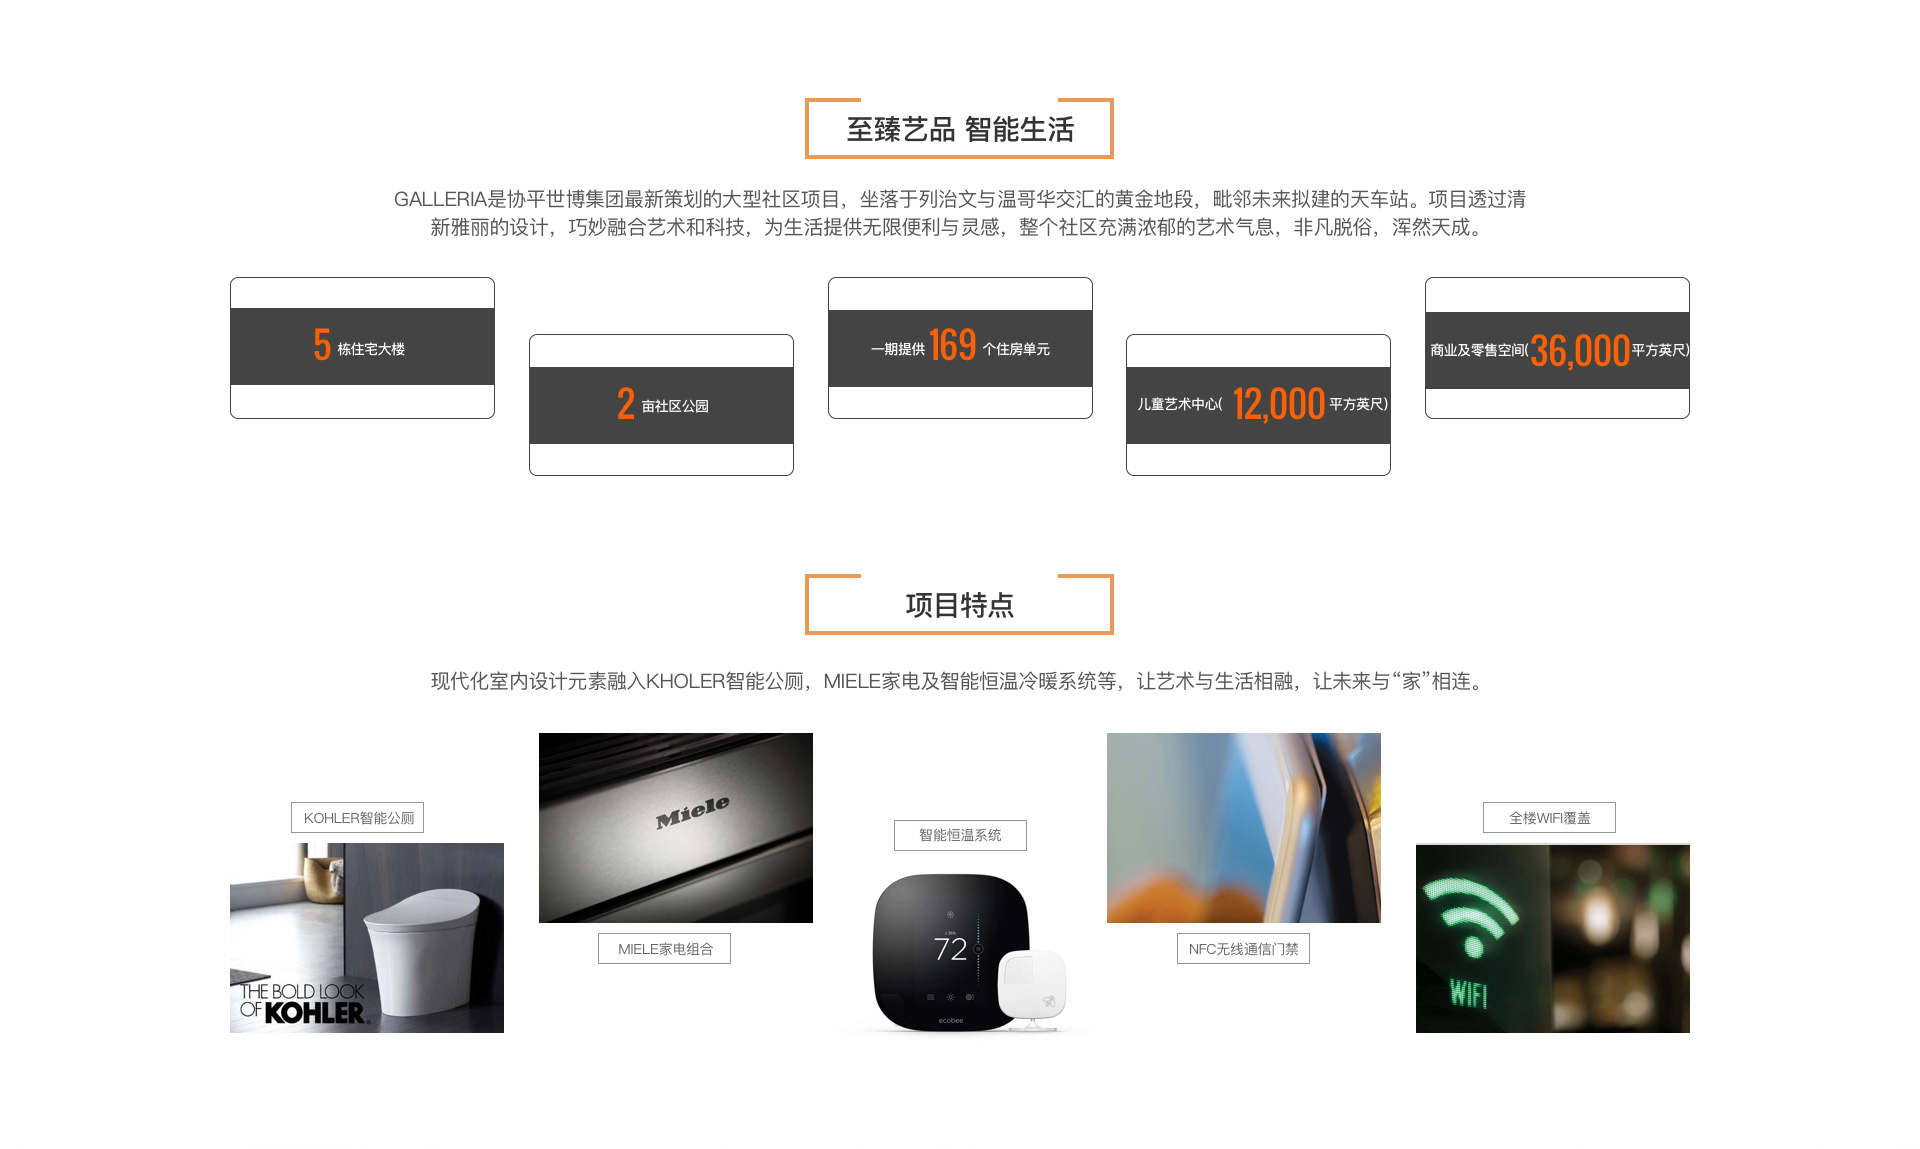 至臻艺品 智能生活
GALLERIA是协平世博集团最新策划的大型社区项目，坐落于列治文与温哥华交汇的黄金地段，毗邻未来拟建的天车站。项目透过清
新雅丽的设计，巧妙融合艺术和科技，为生活提供无限便利与灵感，整个社区充满浓郁的艺术气息，非凡脱俗，浑然天成。
5 栋住宅大楼
2 亩社区公园
一期提供 169 个住房单元
儿童艺术中心( 12,000 平方英尺)
商业及零售空间(36,000平方英尺)
项目特点
现代化室内设计元素融入KHOLER智能公厕，MIELE家电及智能恒温冷暖系统等，让艺术与生活相融，让未来与“家”相连。
KOHLER智能公厕
THE BOLD LOOK
OF KOHLER.
Miele
MIELE家电组合
智能恒温系统
72
ecobee
NFC无线通信门禁
全楼WIFI覆盖
WIFI